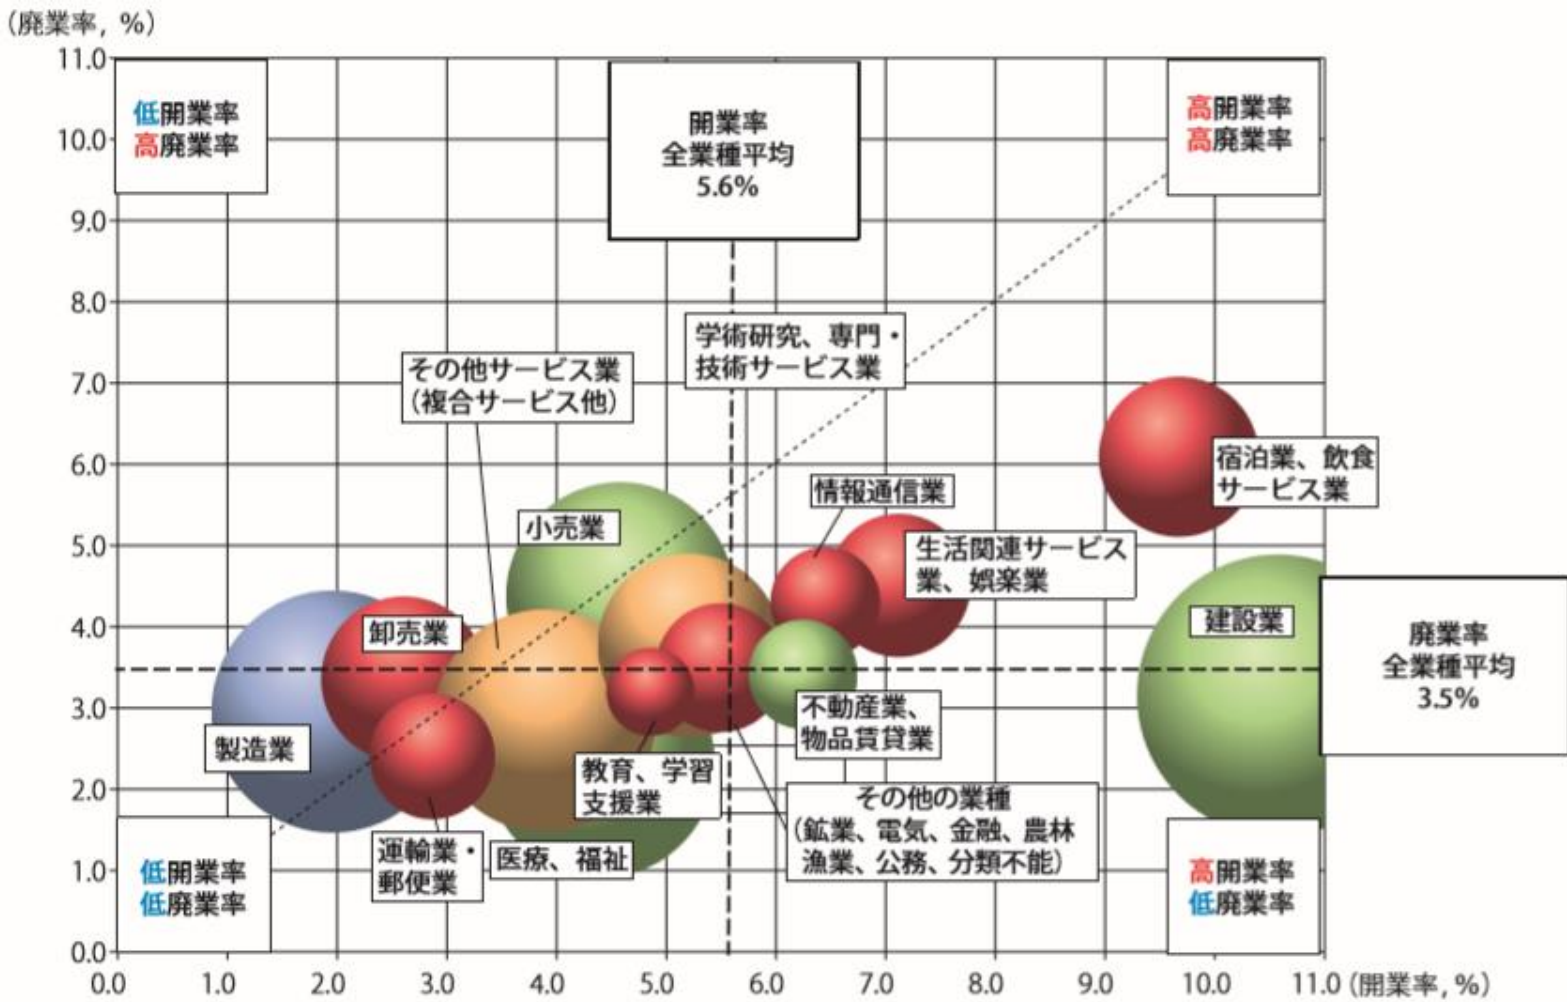 （廃業率, %）
11.0
10.0
9.0
8.0
7.0
6.0
5.0
4.0
3.0
2.0
1.0
0.0
低開業率
高廃業率
開業率
全業種平均
5.6%
高開業率
高廃業率
学術研究、専門・
技術サービス業
その他サービス業
（複合サービス他）
宿泊業、飲食
サービス業
情報通信業
小売業
生活関連サービス
業、娯楽業
卸売業
建設業
廃業率
全業種平均
3.5%
製造業
不動産業、
物品賃貸業
教育、学習
支援業
その他の業種
（鉱業、電気、金融、農林
漁業、公務、分類不能）
運輸業・
郵便業
医療、福祉
低開業率
低廃業率
高開業率
低廃業率
0.0 1.0 2.0 3.0 4.0 5.0 6.0 7.0 8.0 9.0 10.0 11.0 （開業率, %）